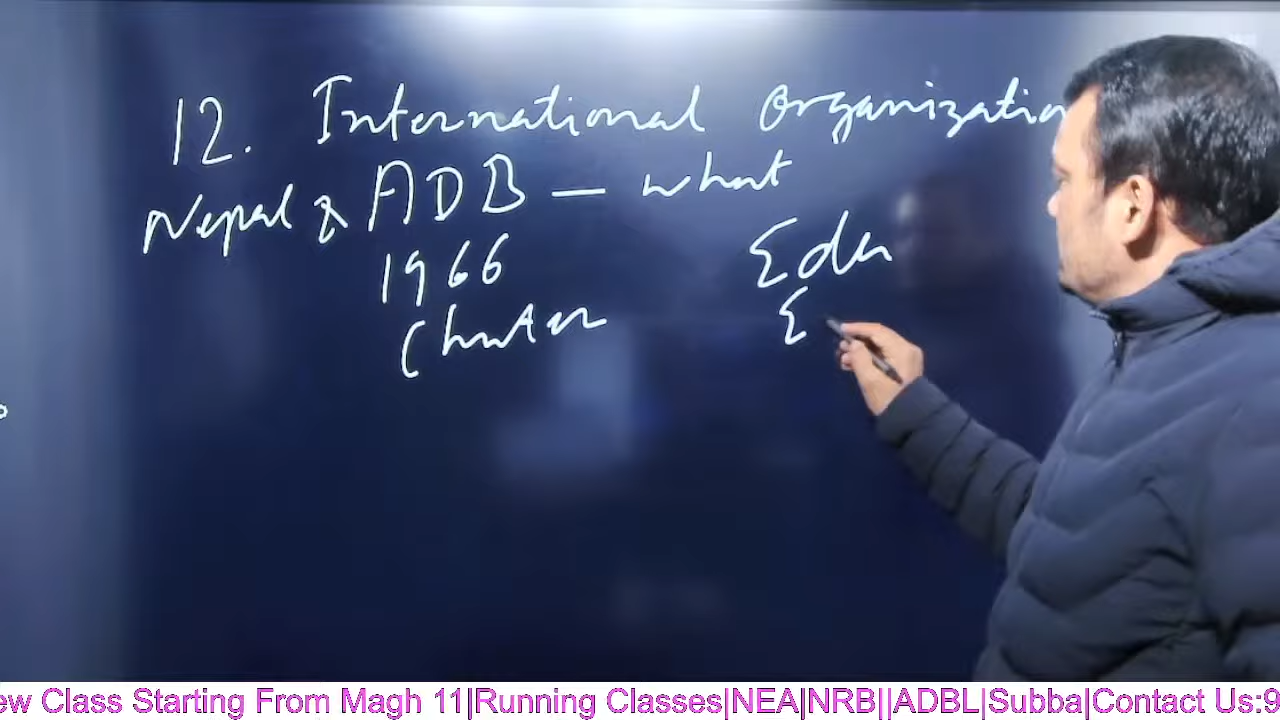 12. International Organization
Nepal & ADB — what
1966
Charter
E
ew Class Starting From Magh 11|Running Classes|NEA|NRB||ADBL|Subba|Contact Us:9